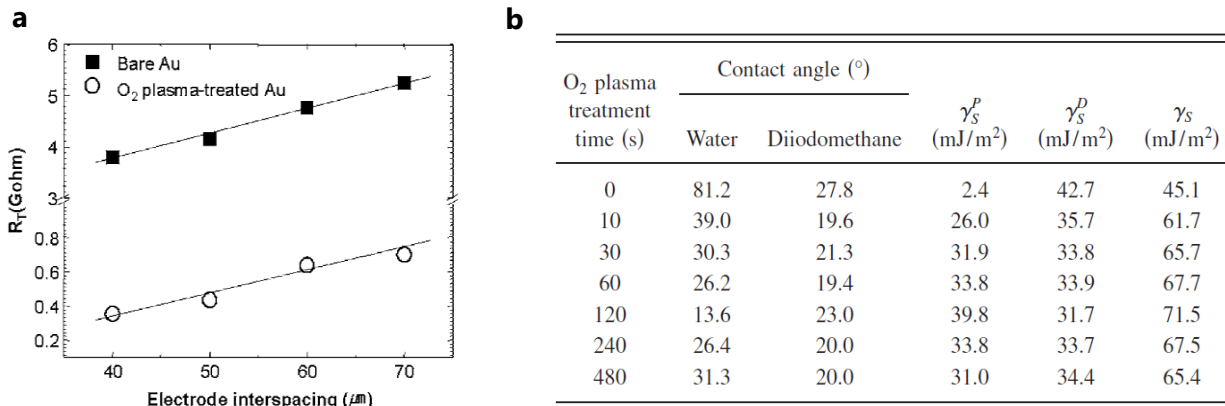 a
6
5
4
3
0.8
0.6
0.4
0.2
R_T(Gohm)
Bare Au
O₂ plasma-treated Au
40 50 60 70
Electrode interspacing (㎛)
b
O₂ plasma
treatment
time (s)
Contact angle (°)
Water Diiodomethane
γ_S^P
(mJ/m²)
γ_S^D
(mJ/m²)
γ_S
(mJ/m²)
0 81.2 27.8 2.4 42.7 45.1
10 39.0 19.6 26.0 35.7 61.7
30 30.3 21.3 31.9 33.8 65.7
60 26.2 19.4 33.8 33.9 67.7
120 13.6 23.0 39.8 31.7 71.5
240 26.4 20.0 33.8 33.7 67.5
480 31.3 20.0 31.0 34.4 65.4